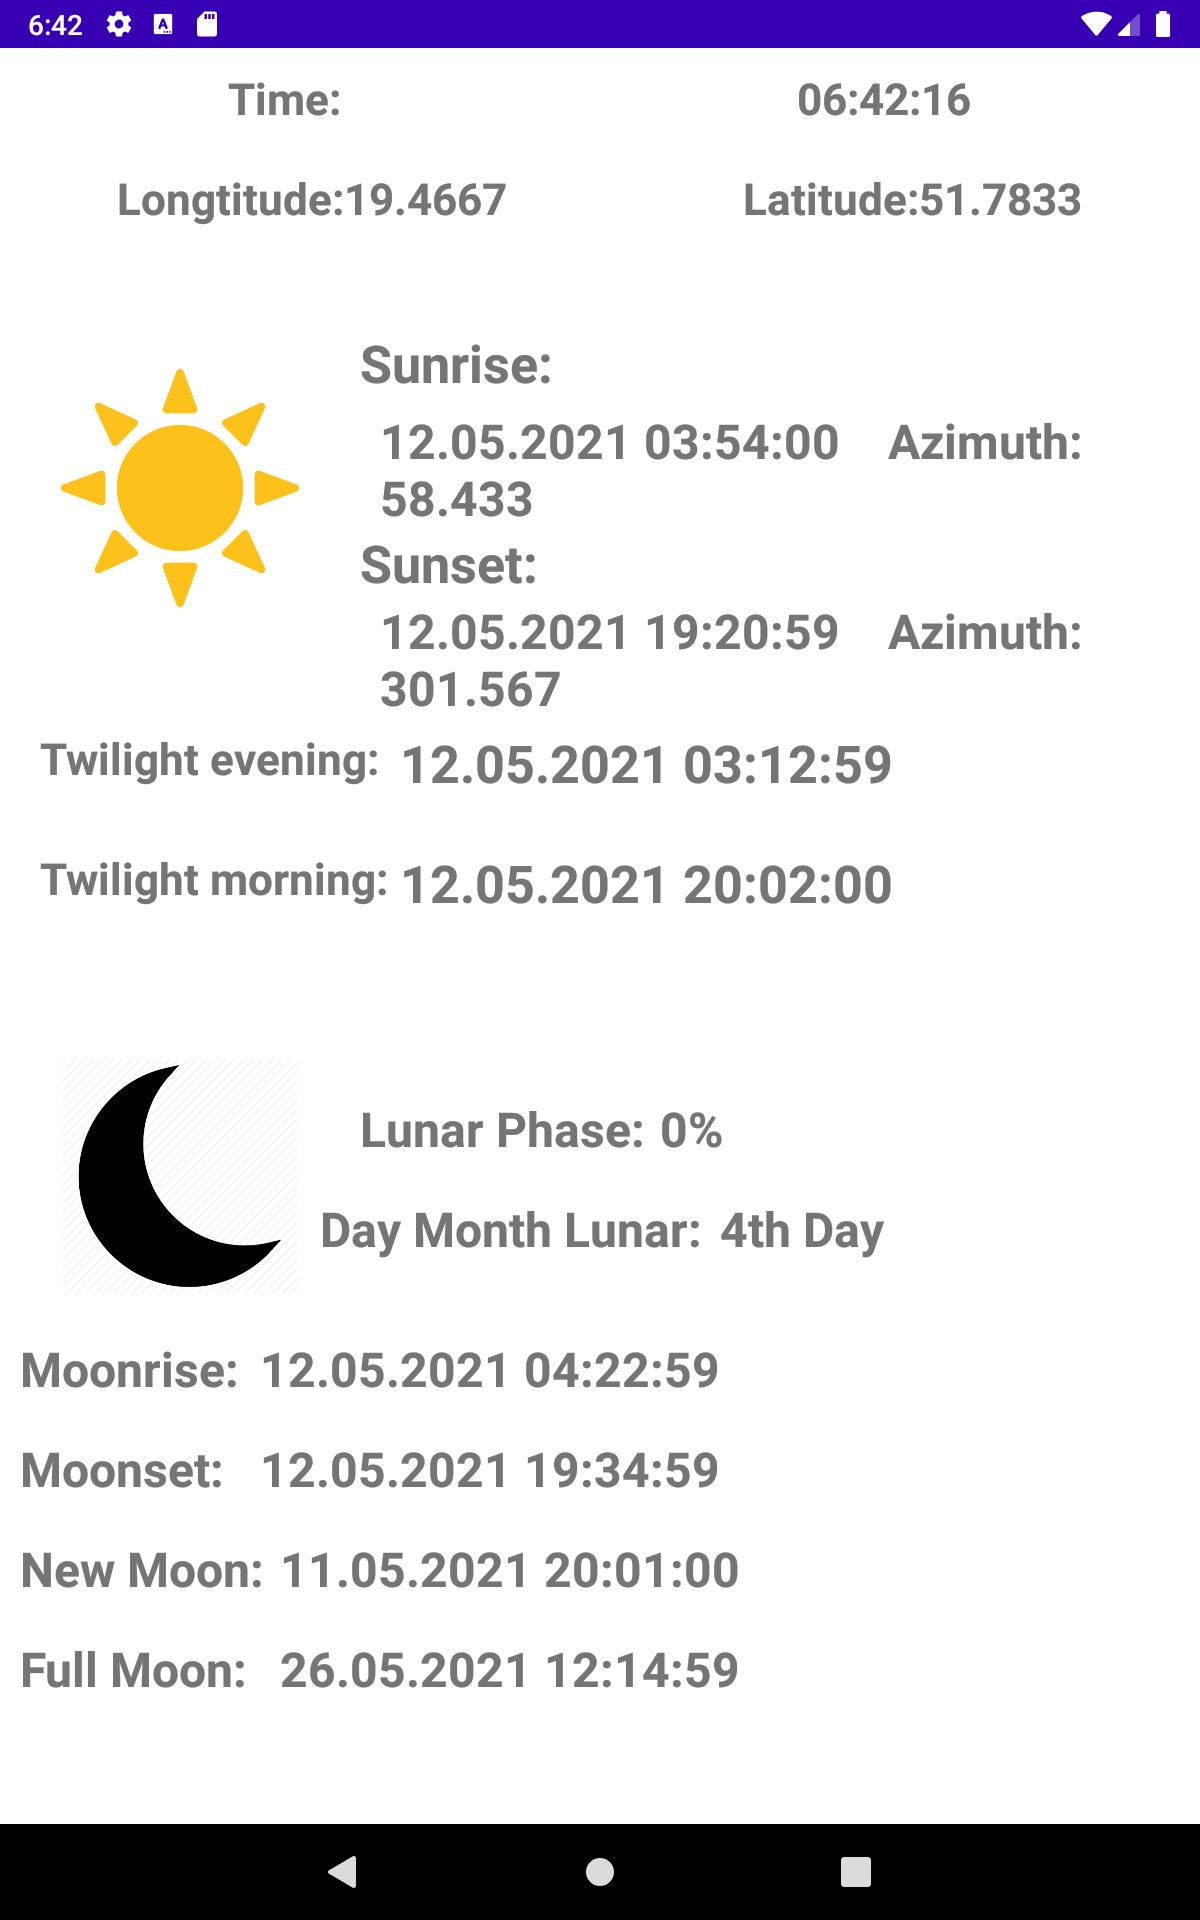 6:42
Time: 06:42:16
Longtitude:19.4667 Latitude:51.7833
Sunrise:
12.05.2021 03:54:00 Azimuth:
58.433
Sunset:
12.05.2021 19:20:59 Azimuth:
301.567
Twilight evening: 12.05.2021 03:12:59
Twilight morning: 12.05.2021 20:02:00
Lunar Phase: 0%
Day Month Lunar: 4th Day
Moonrise: 12.05.2021 04:22:59
Moonset: 12.05.2021 19:34:59
New Moon: 11.05.2021 20:01:00
Full Moon: 26.05.2021 12:14:59